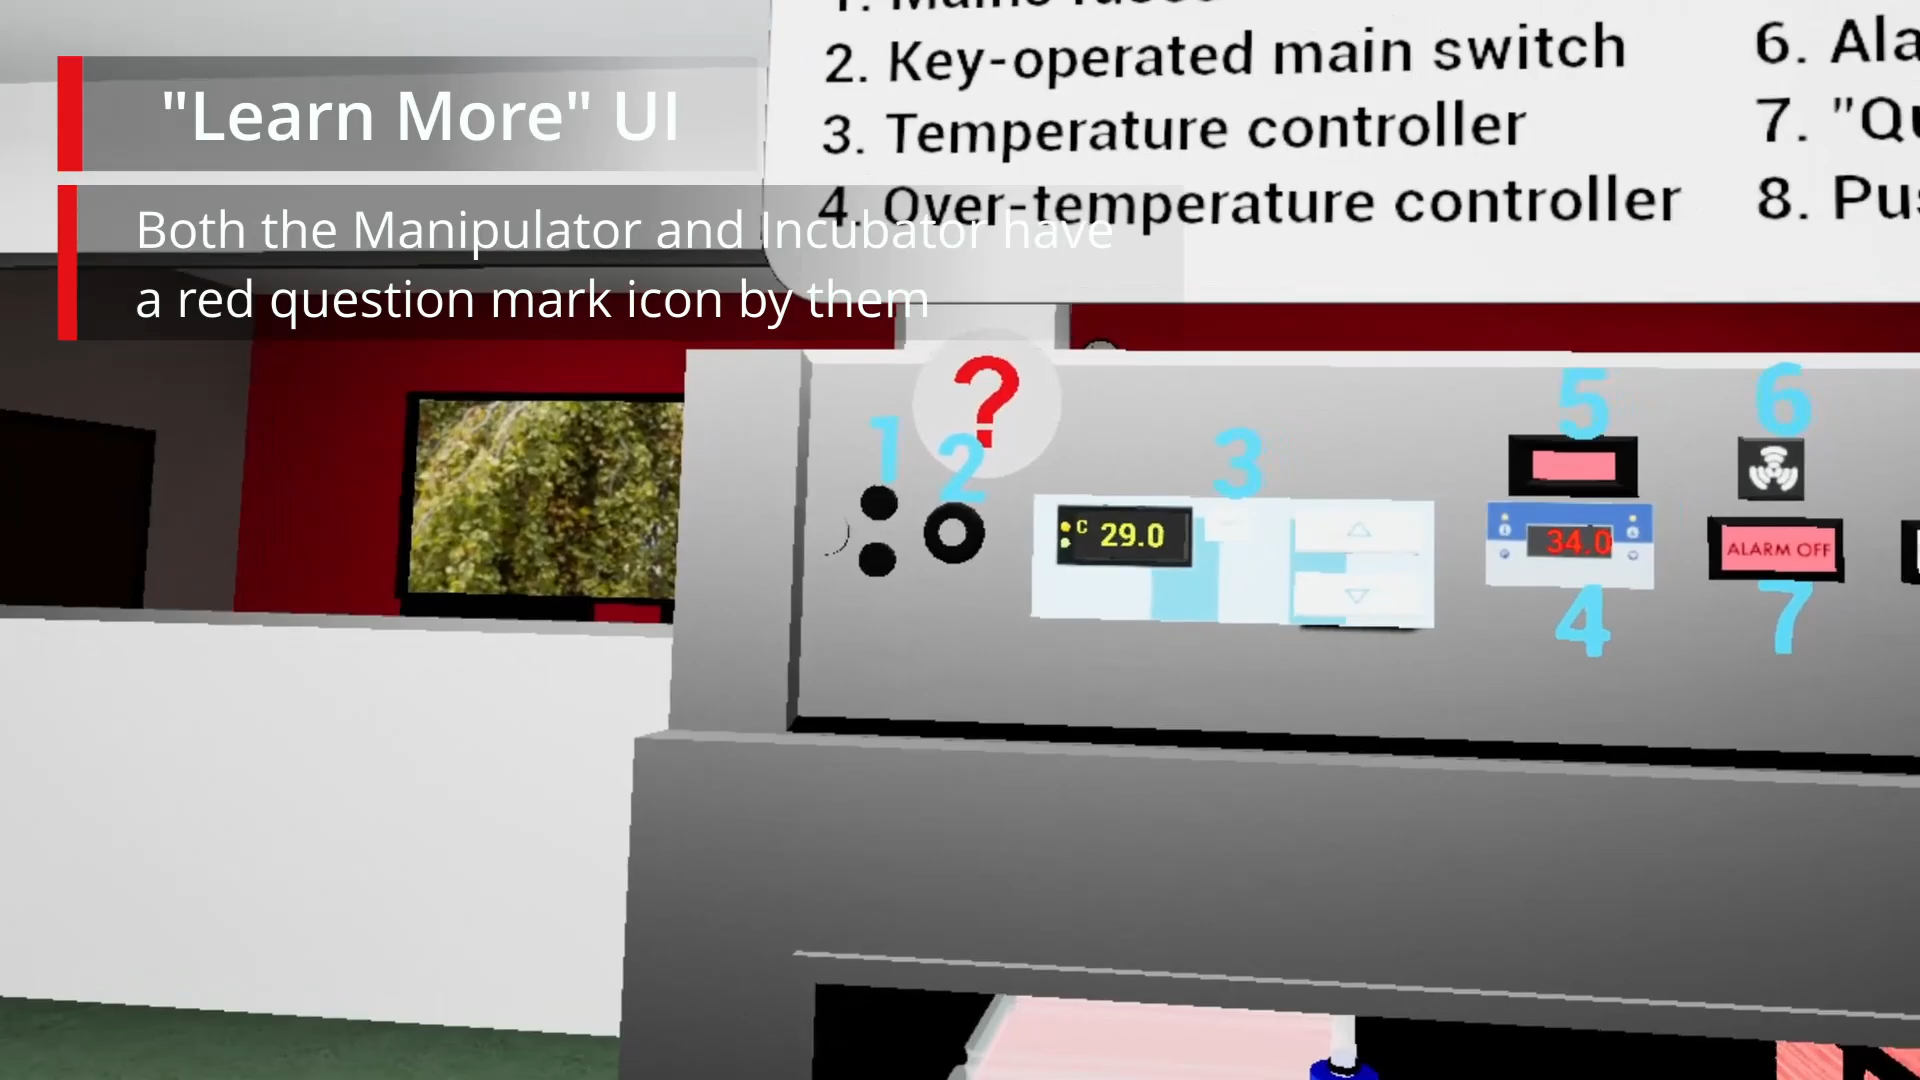 "Learn More" UI
Both the Manipulator and Incubator have
a red question mark icon by them
1.
2. Key-operated main switch
3. Temperature controller
4. Over-temperature controller
6.
7.
8.
?
1
2
3
5
6
C 29.0
34.0
ALARM OFF
4
7